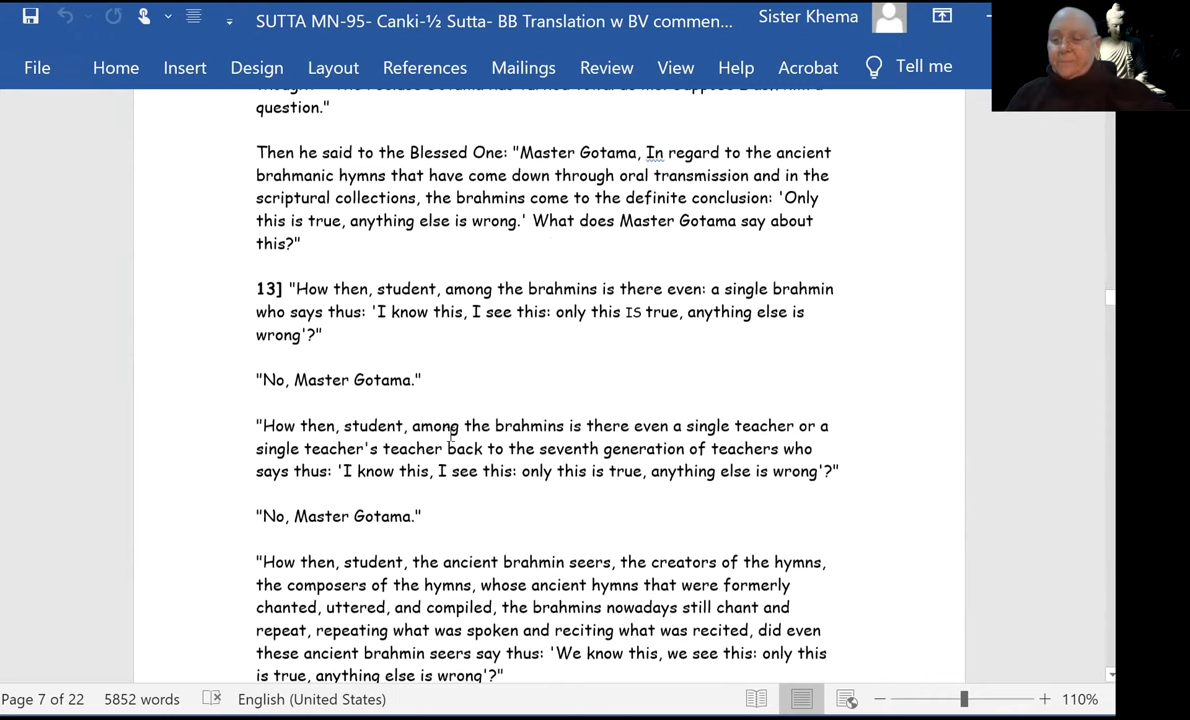 SUTTA MN-95- Canki-½ Sutta- BB Translation w BV commen...
Sister Khema
File Home Insert Design Layout References Mailings Review View Help Acrobat Tell me
question."
Then he said to the Blessed One: "Master Gotama, In regard to the ancient
brahmanic hymns that have come down through oral transmission and in the
scriptural collections, the brahmins come to the definite conclusion: 'Only
this is true, anything else is wrong.' What does Master Gotama say about
this?"
13] "How then, student, among the brahmins is there even: a single brahmin
who says thus: 'I know this, I see this: only this IS true, anything else is
wrong'?"
"No, Master Gotama."
"How then, student, among the brahmins is there even a single teacher or a
single teacher's teacher back to the seventh generation of teachers who
says thus: 'I know this, I see this: only this is true, anything else is wrong'?"
"No, Master Gotama."
"How then, student, the ancient brahmin seers, the creators of the hymns,
the composers of the hymns, whose ancient hymns that were formerly
chanted, uttered, and compiled, the brahmins nowadays still chant and
repeat, repeating what was spoken and reciting what was recited, did even
these ancient brahmin seers say thus: 'We know this, we see this: only this
is true, anything else is wrong'?"
Page 7 of 22 5852 words English (United States) 110%